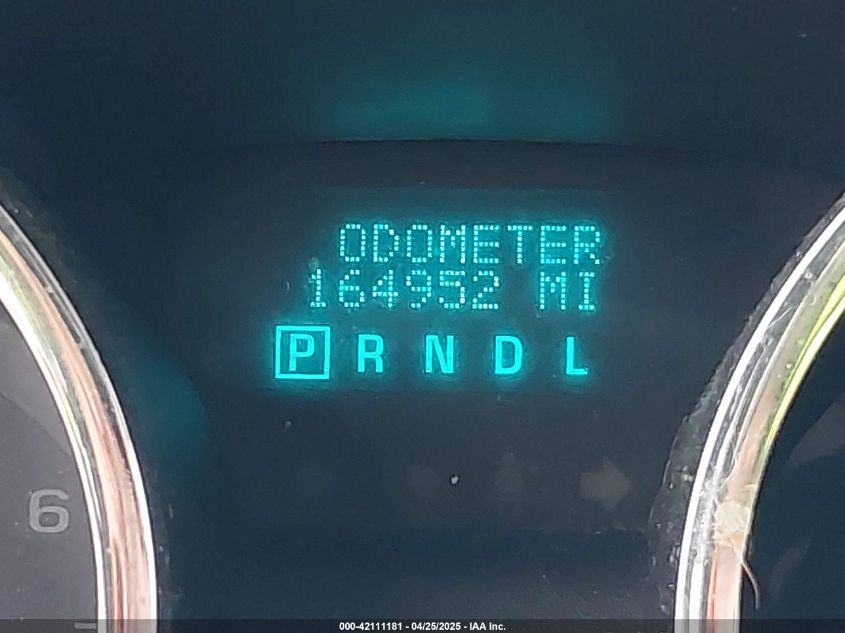 ODOMETER
164952 MI
P R N D L
6
000-42111181 - 04/25/2025 - IAA Inc.